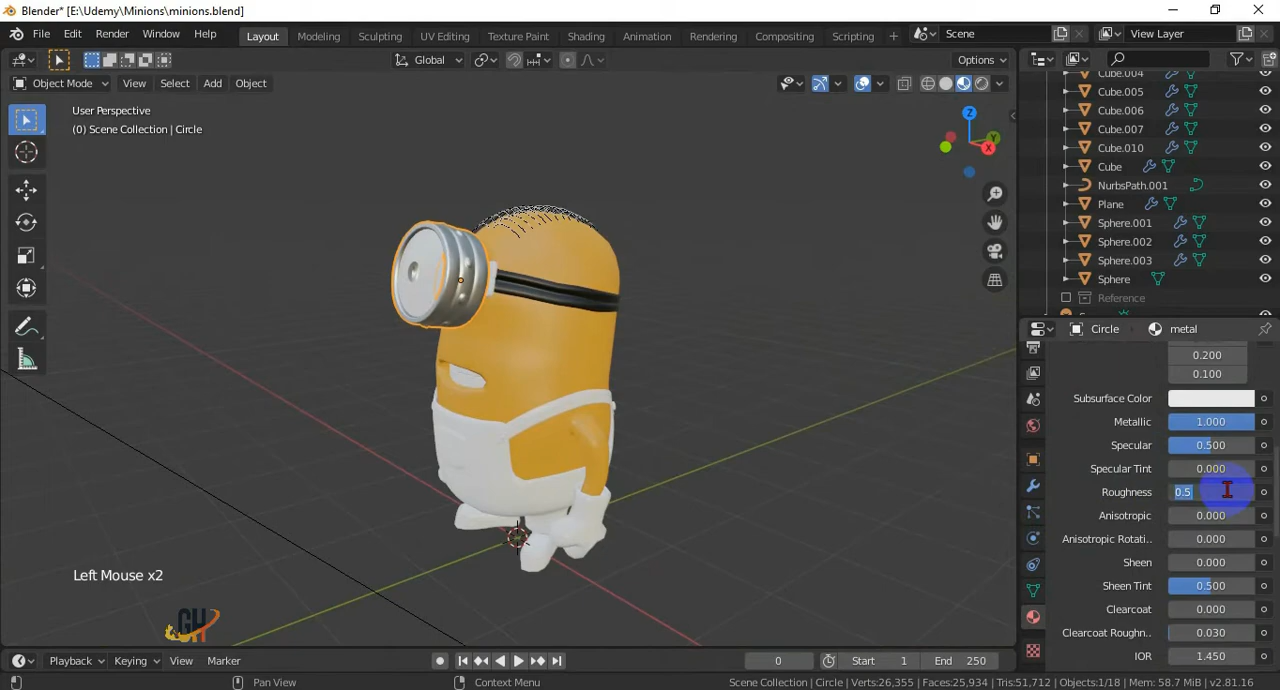 Blender* [E:\Udemy\Minions\minions.blend]
File Edit Render Window Help Layout Modeling Sculpting UV Editing Texture Paint Shading Animation Rendering Compositing Scripting + Scene View Layer
Global Options
Object Mode View Select Add Object
User Perspective
(0) Scene Collection | Circle
Z
Y
X
Cube.004
Cube.005
Cube.006
Cube.007
Cube.010
Cube
NurbsPath.001
Plane
Sphere.001
Sphere.002
Sphere.003
Sphere
Reference
Circle metal
0.200
0.100
Subsurface Color
Metallic 1.000
Specular 0.500
Specular Tint 0.000
Roughness 0.5
Anisotropic 0.000
Anisotropic Rotati.. 0.000
Sheen 0.000
Sheen Tint 0.500
Clearcoat 0.000
Clearcoat Roughn.. 0.030
IOR 1.450
Left Mouse x2
GH
Playback Keying View Marker 0 Start 1 End 250
Pan View Context Menu Scene Collection | Circle | Verts:26,355 | Faces:25,934 | Tris:51,712 | Objects:1/18 | Mem: 58.7 MiB | v2.81.16